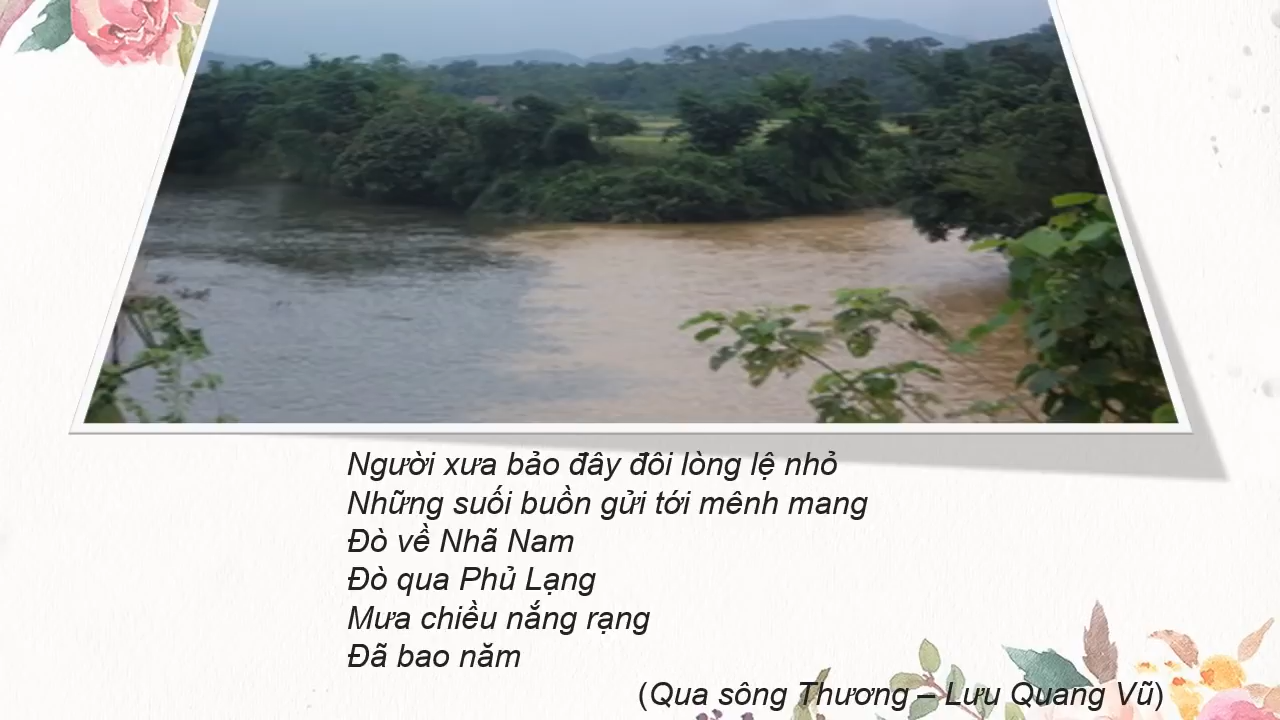 Người xưa bảo đây đôi lòng lệ nhỏ
Những suối buồn gửi tới mênh mang
Đò về Nhã Nam
Đò qua Phủ Lạng
Mưa chiều nắng rạng
Đã bao năm
(Qua sông Thương – Lưu Quang Vũ)